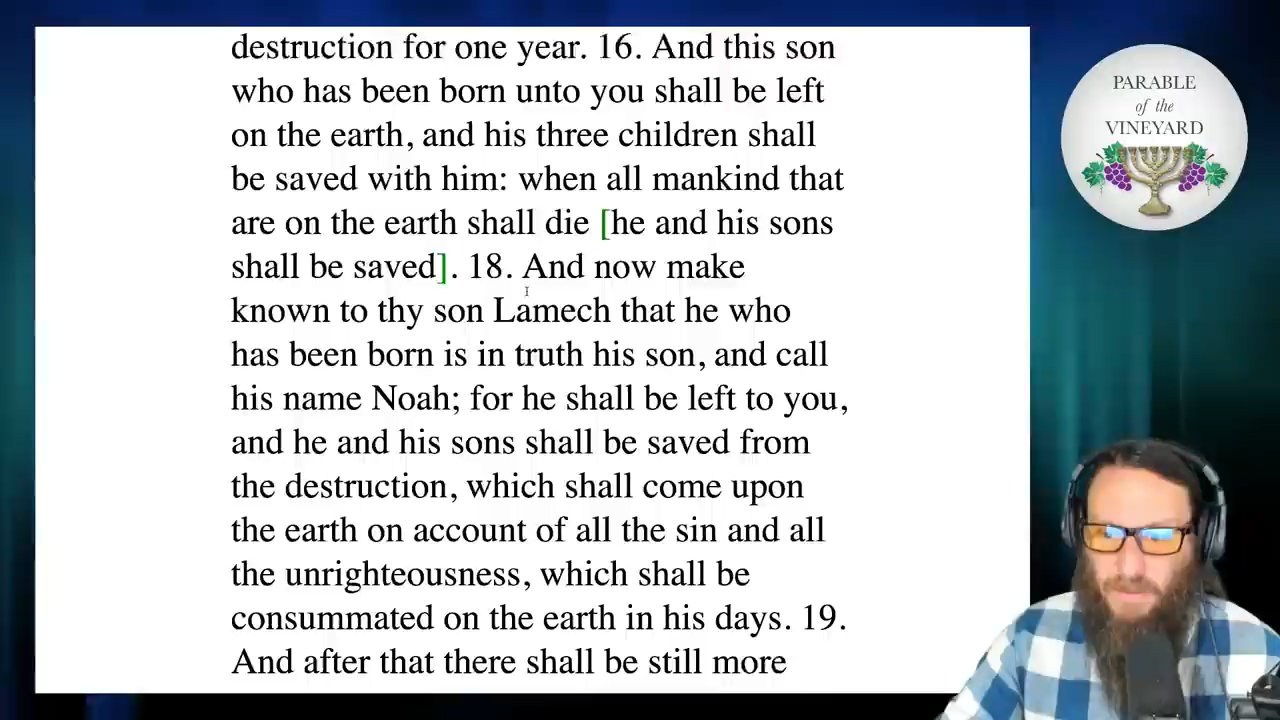 destruction for one year. 16. And this son
who has been born unto you shall be left
on the earth, and his three children shall
be saved with him: when all mankind that
are on the earth shall die [he and his sons
shall be saved]. 18. And now make
known to thy son Lamech that he who
has been born is in truth his son, and call
his name Noah; for he shall be left to you,
and he and his sons shall be saved from
the destruction, which shall come upon
the earth on account of all the sin and all
the unrighteousness, which shall be
consummated on the earth in his days. 19.
And after that there shall be still more
PARABLE
of the
VINEYARD